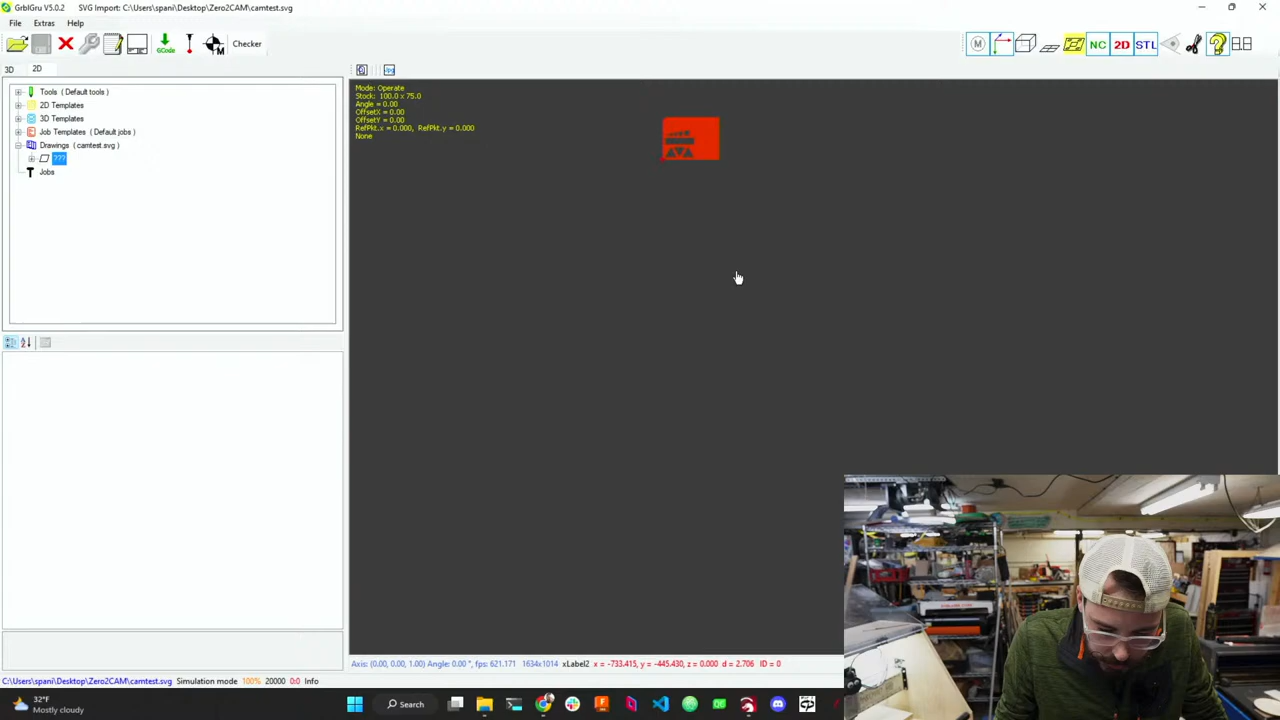 GrblGru V5.0.2 SVG Import: C:\Users\spani\Desktop\Zero2CAM\camtest.svg
File Extras Help
GCode M Checker M NC 2D STL
3D 2D
Tools ( Default tools )
2D Templates
3D Templates
Job Templates ( Default jobs )
Drawings ( camtest.svg )
???
Jobs
Mode: Operate
Stock: 100.0 x 75.0
Angle = 0.00
OffsetX = 0.00
OffsetY = 0.00
RefPkt.x = 0.000, RefPkt.y = 0.000
None
Axis: (0.00, 0.00, 1.00) Angle: 0.00 °, fps: 621.171 1634x1014 xLabel2 x = -733.415, y = -445.430, z = 0.000 d = 2.706 ID = 0
C:\Users\spani\Desktop\Zero2CAM\camtest.svg Simulation mode 100% 20000 0:0 Info
32°F
Mostly cloudy
Search